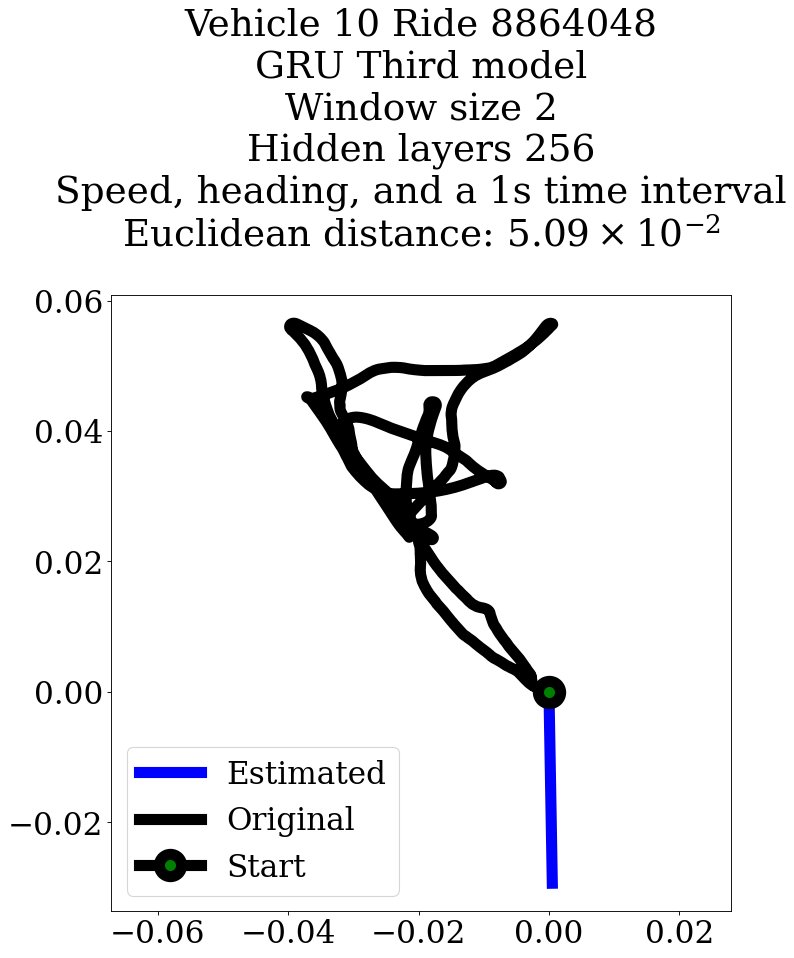 Vehicle 10 Ride 8864048
GRU Third model
Window size 2
Hidden layers 256
Speed, heading, and a 1s time interval
Euclidean distance: 5.09 × 10⁻²
0.06
0.04
0.02
0.00
−0.02
Estimated
Original
Start
−0.06
−0.04
−0.02
0.00
0.02